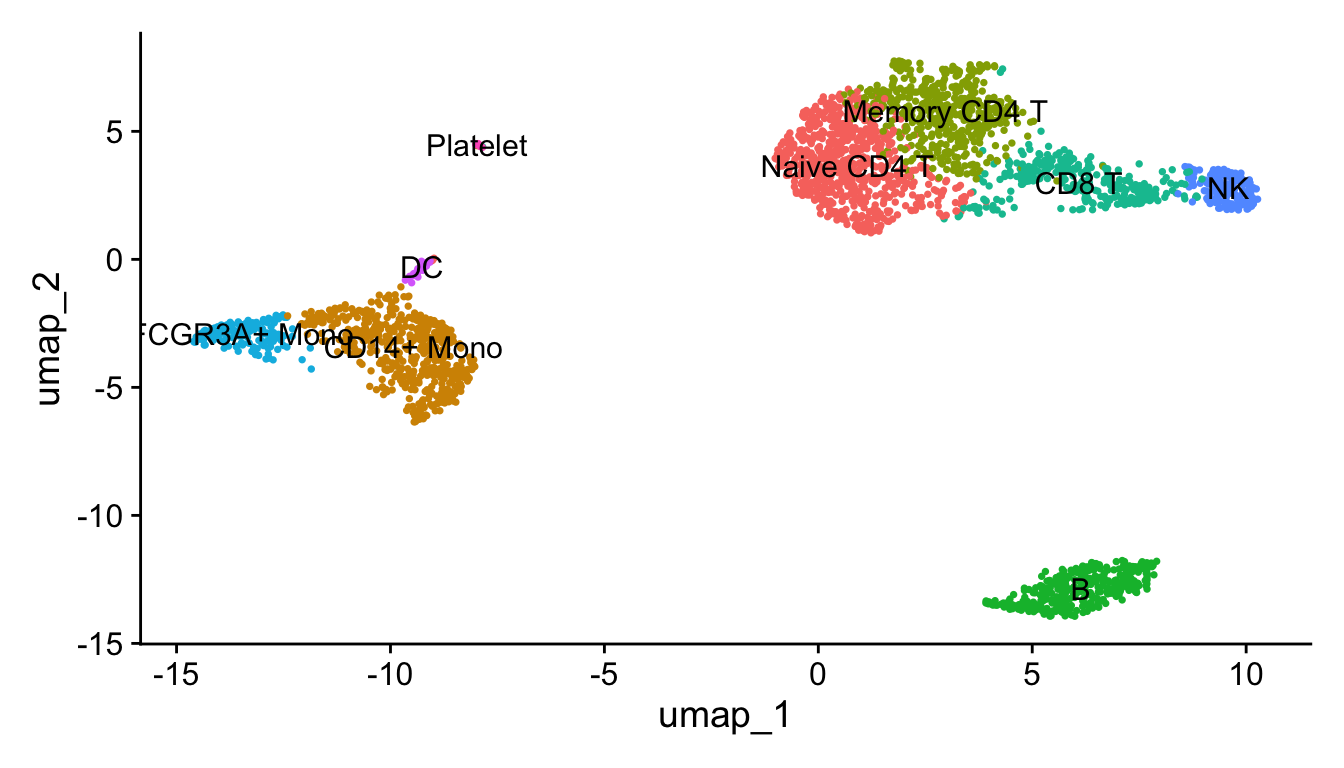 5
0
-5
-10
-15
umap_2
Memory CD4 T
Platelet
Naive CD4 T
CD8 T
NK
DC
FCGR3A+ Mono
CD14+ Mono
B
-15
-10
-5
0
5
10
umap_1